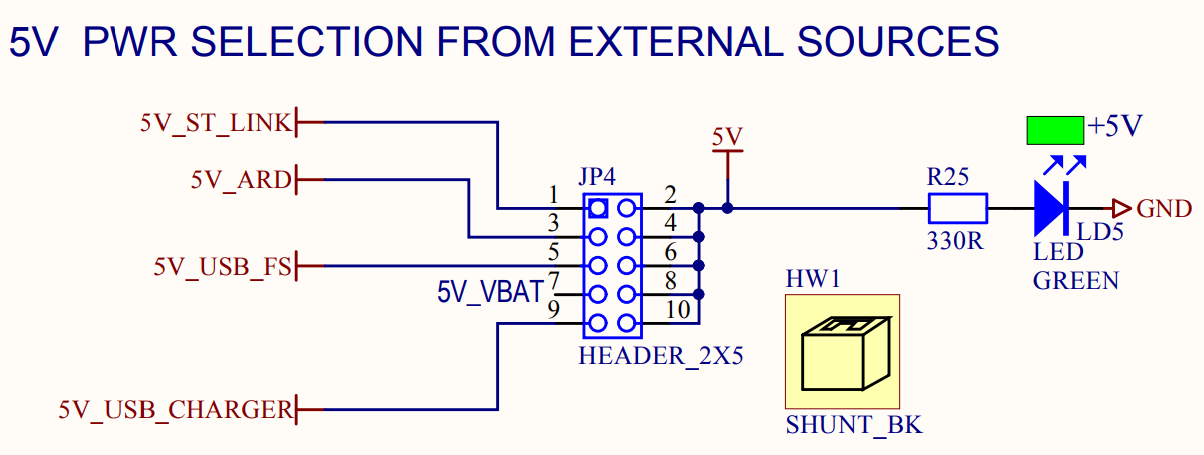 5V PWR SELECTION FROM EXTERNAL SOURCES
5V_ST_LINK
5V_ARD
5V_USB_FS
5V_VBAT
5V_USB_CHARGER
JP4
1 2
3 4
5 6
7 8
9 10
HEADER_2X5
5V
R25
330R
+5V
LD5
LED
GREEN
GND
HW1
SHUNT_BK